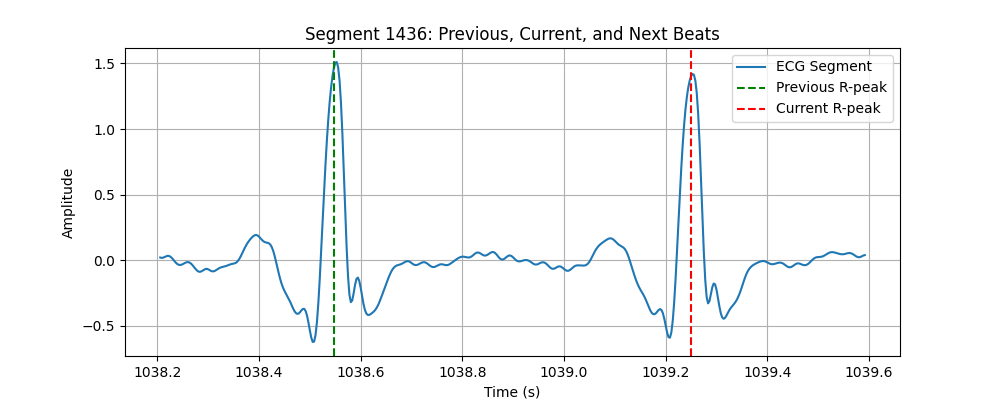 Segment 1436: Previous, Current, and Next Beats
ECG Segment
Previous R-peak
Current R-peak
Amplitude
1.5
1.0
0.5
0.0
−0.5
1038.2 1038.4 1038.6 1038.8 1039.0 1039.2 1039.4 1039.6
Time (s)